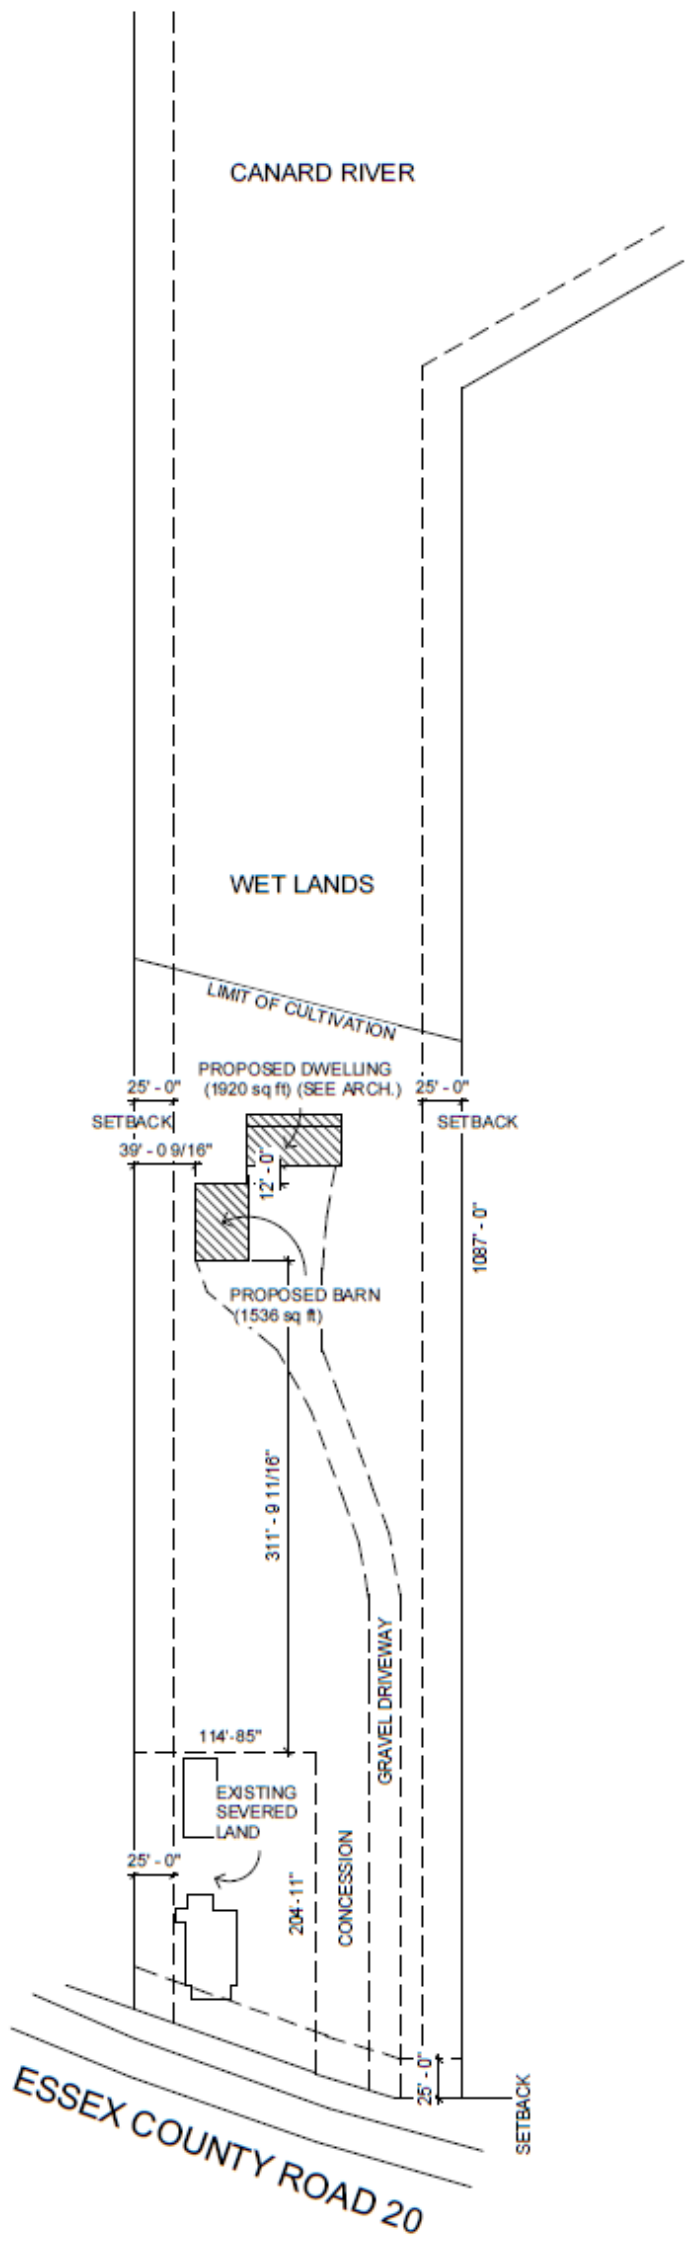 CANARD RIVER
WET LANDS
LIMIT OF CULTIVATION
PROPOSED DWELLING
(1920 sq ft) (SEE ARCH.)
25' - 0"
SETBACK
25' - 0"
SETBACK
39' - 0 9/16"
12' - 0"
1087' - 0"
PROPOSED BARN
(1536 sq ft)
311' - 9 11/16"
GRAVEL DRIVEWAY
114'-85"
EXISTING
SEVERED
LAND
25' - 0"
204'-11"
CONCESSION
25' - 0"
SETBACK
ESSEX COUNTY ROAD 20